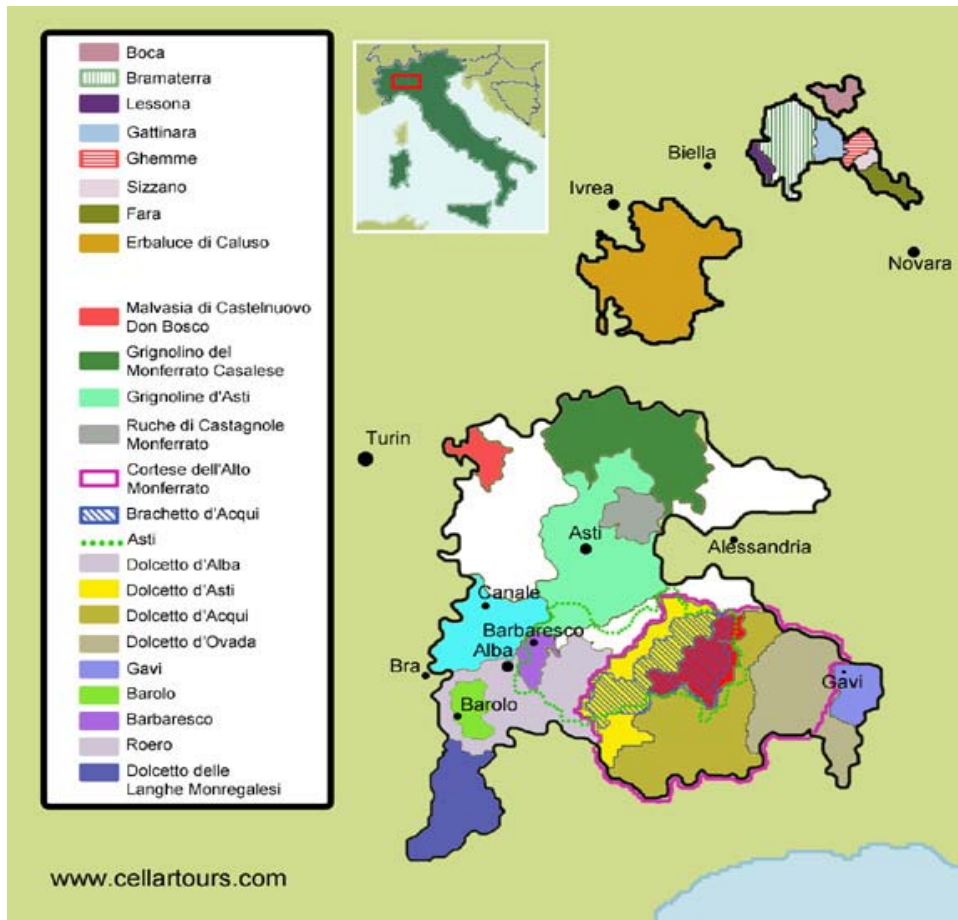 Boca
Bramaterra
Lessona
Gattinara
Ghemme
Sizzano
Fara
Erbaluce di Caluso
Malvasia di Castelnuovo
Don Bosco
Grignolino del
Monferrato Casalese
Grignoline d'Asti
Ruche di Castagnole
Monferrato
Cortese dell'Alto
Monferrato
Brachetto d'Acqui
Asti
Dolcetto d'Alba
Dolcetto d'Asti
Dolcetto d'Acqui
Dolcetto d'Ovada
Gavi
Barolo
Barbaresco
Roero
Dolcetto delle
Langhe Monregalesi
Biella
Ivrea
Novara
Turin
Asti
Alessandria
Canale
Barbaresco
Alba
Bra
Gavi
Barolo
www.cellartours.com